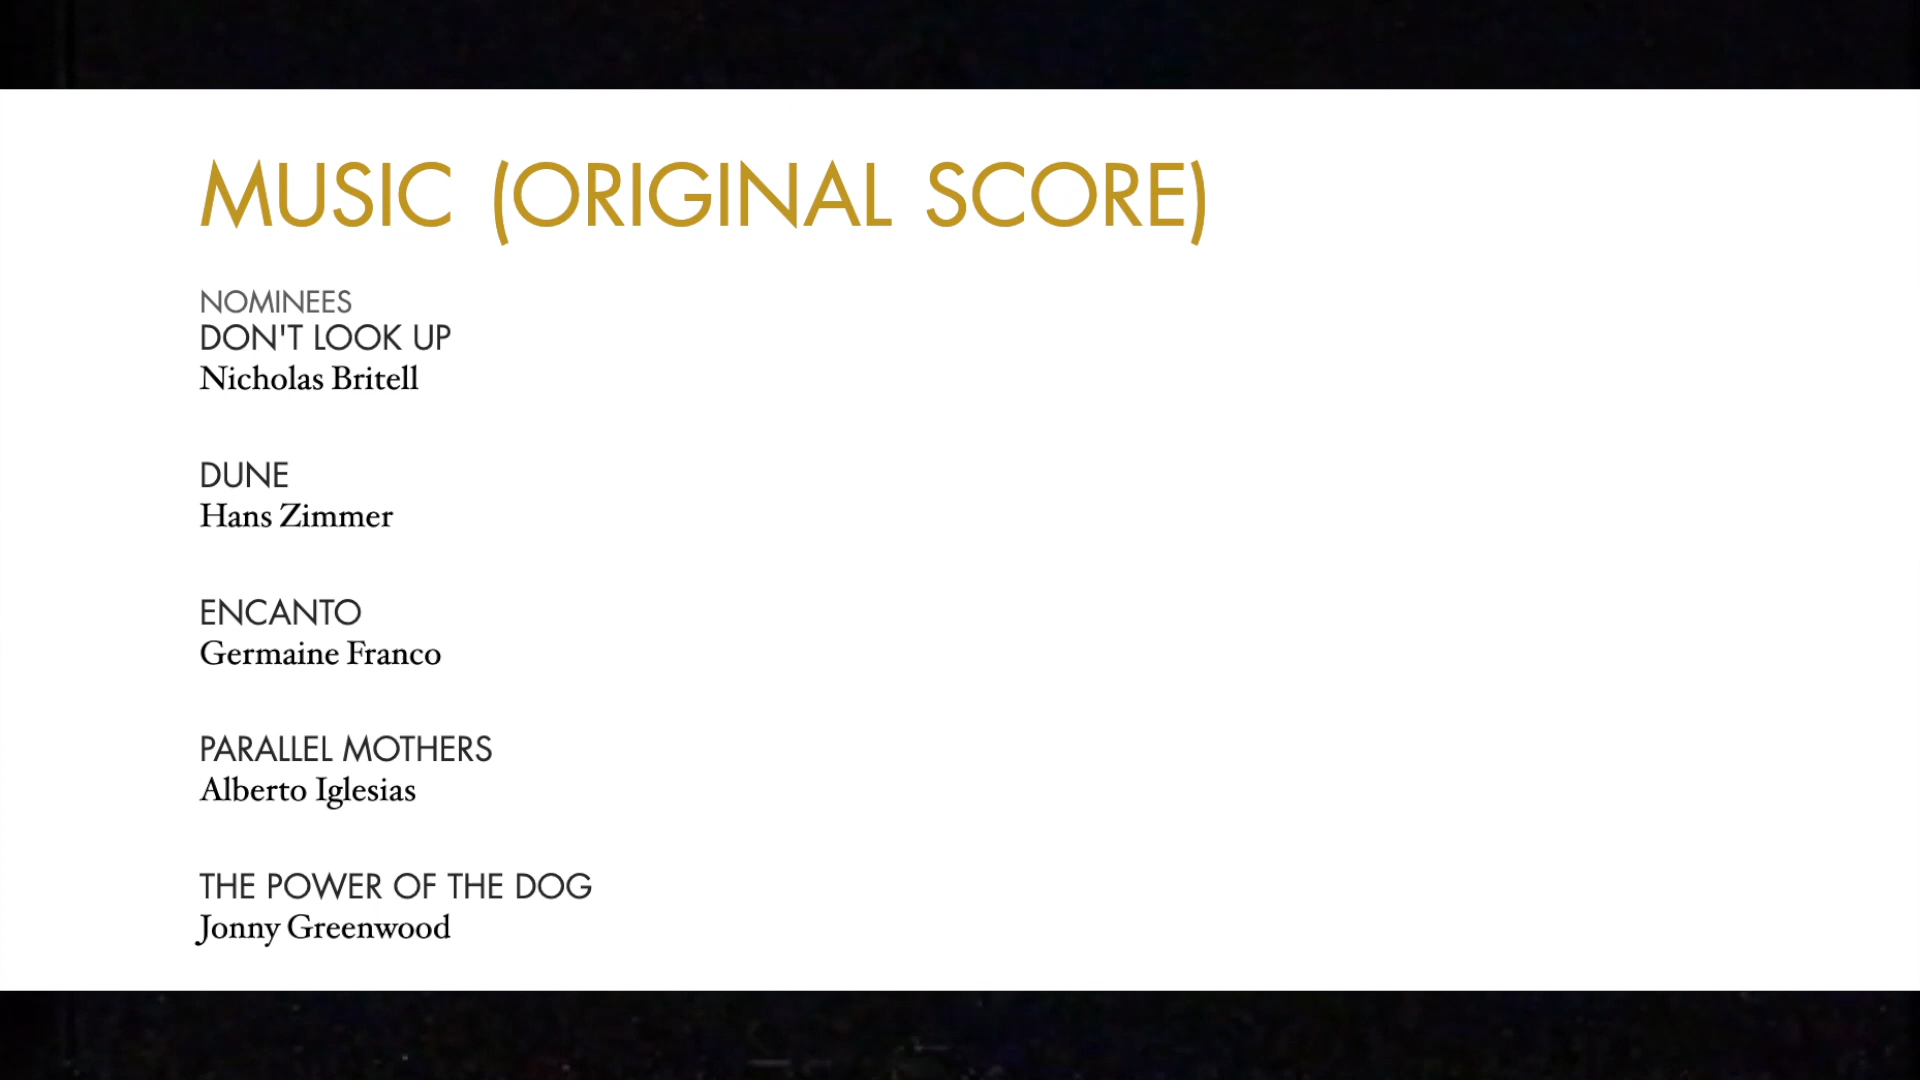 MUSIC (ORIGINAL SCORE)
NOMINEES
DON'T LOOK UP
Nicholas Britell
DUNE
Hans Zimmer
ENCANTO
Germaine Franco
PARALLEL MOTHERS
Alberto Iglesias
THE POWER OF THE DOG
Jonny Greenwood